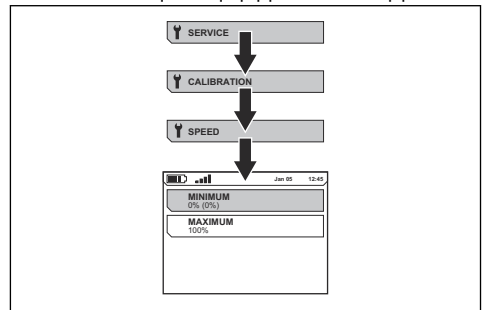 SERVICE
CALIBRATION
SPEED
Jan 05 12:45
MINIMUM
0% (0%)
MAXIMUM
100%